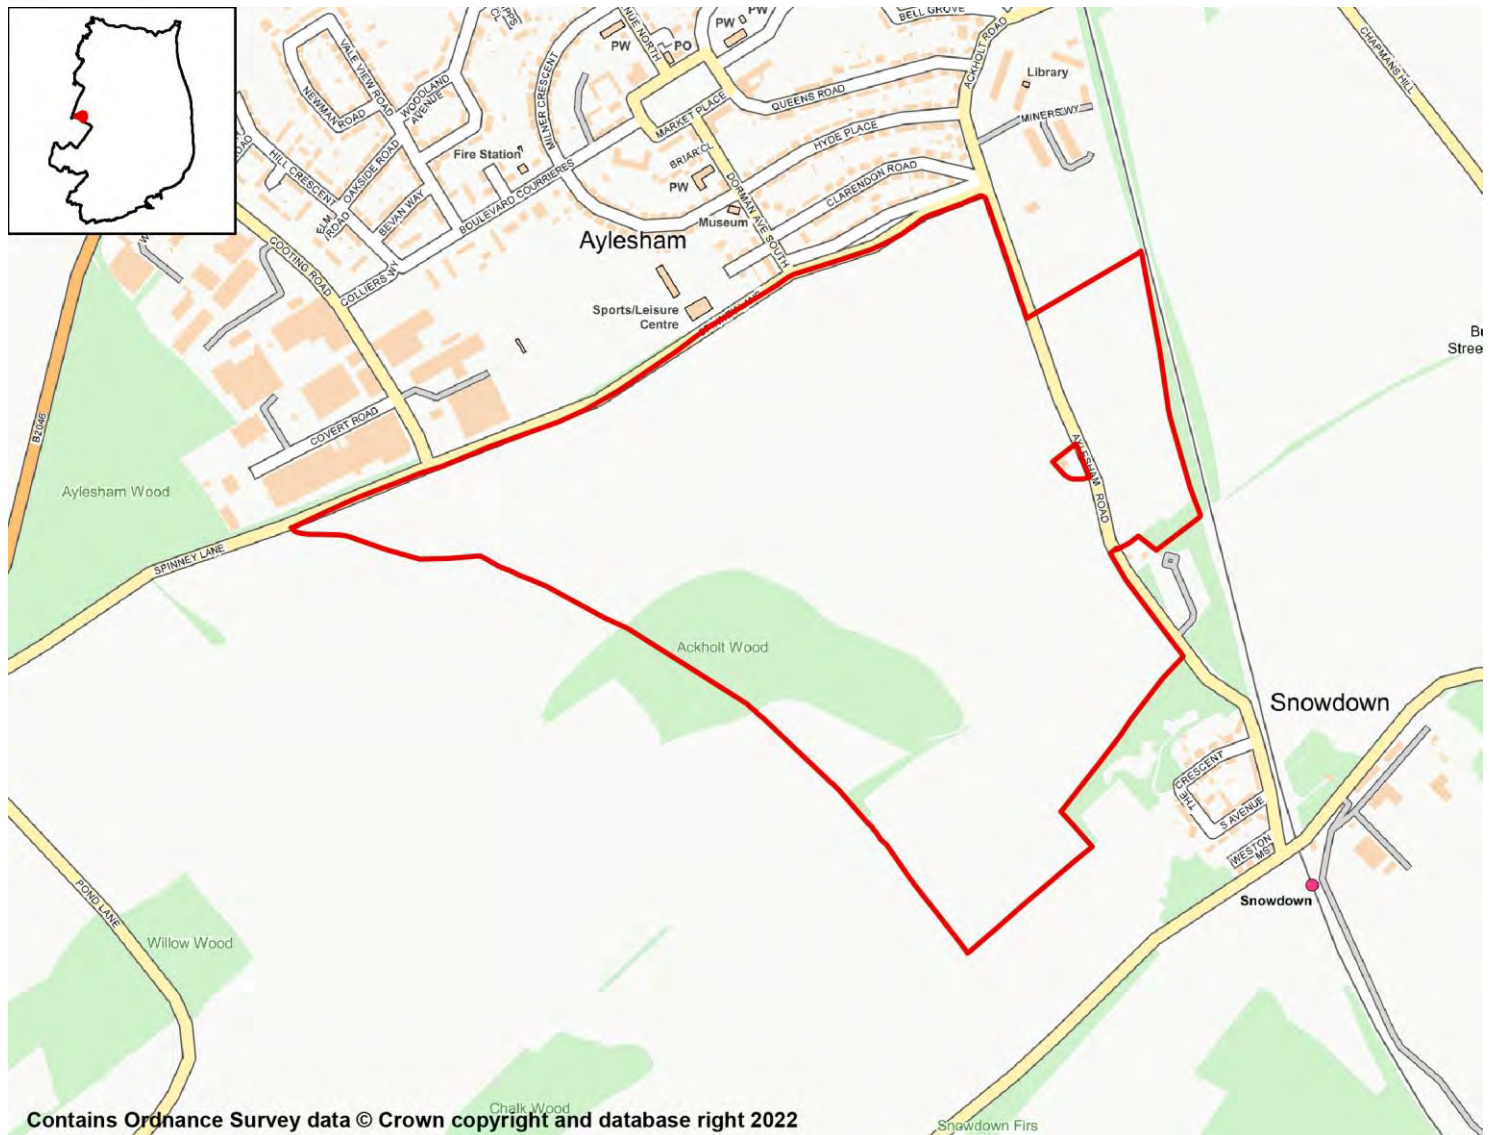 PW
BELL GROVE
PW
PW
PO
ACKHOLT ROAD
CHAPMANS HILL
VALE VIEW ROAD
NEWMAN
ROAD
WOODLAND
AVENUE
MILNER CRESCENT
MARKET PLACE
QUEENS ROAD
Library
MINERS WY
HYDE PLACE
Fire Station
BRIAR CL
PW
HILL CRESCENT
OAKSIDE ROAD
BEVAN WAY
ELM
ROAD
BOULEVARD COURRIERES
DORMAN AVE SOUTH
CLARENDON ROAD
Museum
Aylesham
COOTING ROAD
COLLIERS WY
Sports/Leisure
Centre
B2046
COVERT ROAD
AYLESHAM ROAD
Aylesham Wood
SPINNEY LANE
Ackholt Wood
Snowdown
THE CRESCENT
S AVENUE
WESTON
MS
Snowdown
POND LANE
Willow Wood
Chalk Wood
Snowdown Firs
Contains Ordnance Survey data © Crown copyright and database right 2022